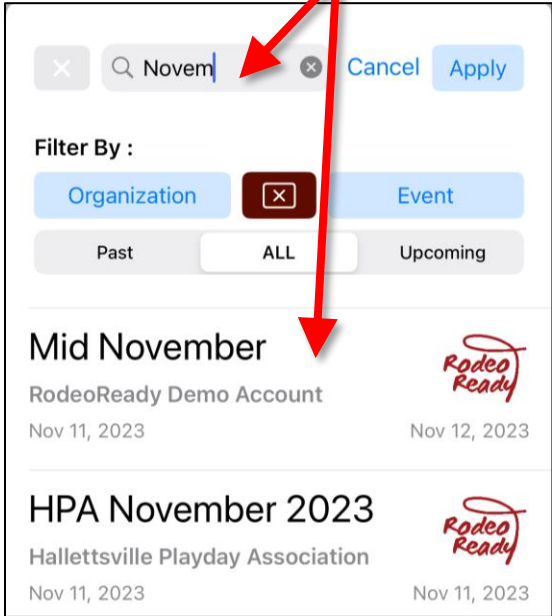 Novem Cancel Apply
Filter By :
Organization Event
Past ALL Upcoming
Mid November
Rodeo
Ready
RodeoReady Demo Account
Nov 11, 2023 Nov 12, 2023
HPA November 2023
Rodeo
Ready
Hallettsville Playday Association
Nov 11, 2023 Nov 11, 2023